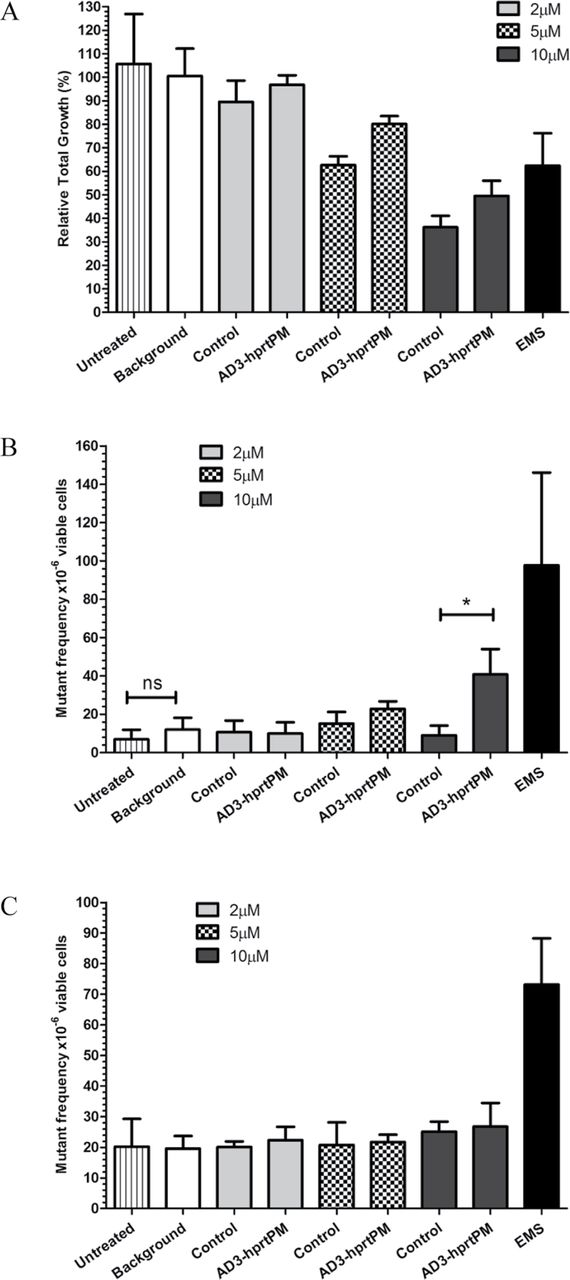 A
Relative Total Growth (%)
130
120
110
100
90
80
70
60
50
40
30
20
10
0
2μM
5μM
10μM
Untreated
Background
Control
AD3-hprtPM
Control
AD3-hprtPM
Control
AD3-hprtPM
EMS
B
Mutant frequency x10⁻⁶ viable cells
160
140
120
100
80
60
40
20
0
2μM
5μM
10μM
ns
*
Untreated
Background
Control
AD3-hprtPM
Control
AD3-hprtPM
Control
AD3-hprtPM
EMS
C
Mutant frequency x10⁻⁶ viable cells
100
90
80
70
60
50
40
30
20
10
0
2μM
5μM
10μM
Untreated
Background
Control
AD3-hprtPM
Control
AD3-hprtPM
Control
AD3-hprtPM
EMS